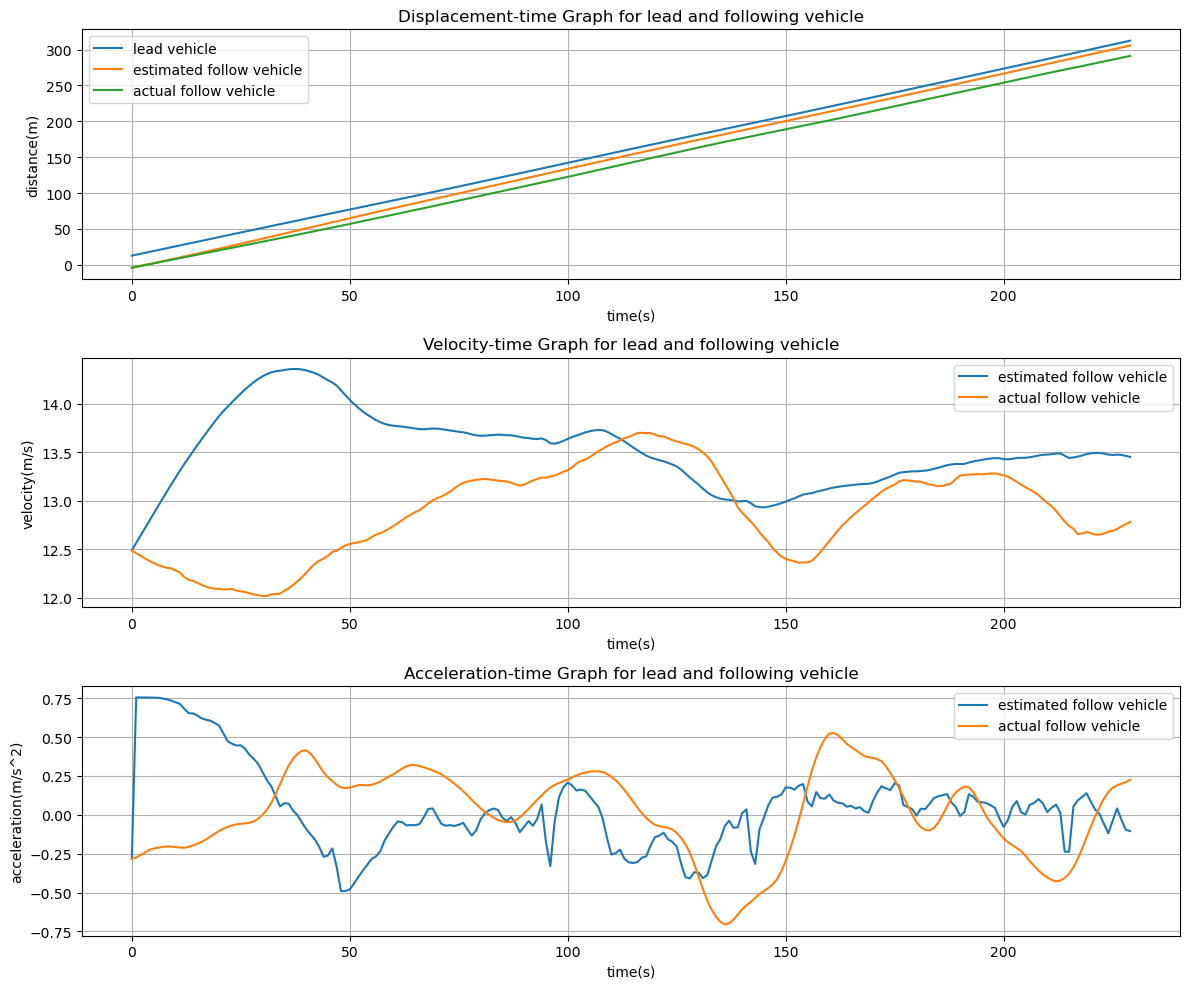 Displacement-time Graph for lead and following vehicle
lead vehicle
estimated follow vehicle
actual follow vehicle
distance(m)
300
250
200
150
100
50
0
0 50 100 150 200
time(s)
Velocity-time Graph for lead and following vehicle
estimated follow vehicle
actual follow vehicle
velocity(m/s)
14.0
13.5
13.0
12.5
12.0
0 50 100 150 200
time(s)
Acceleration-time Graph for lead and following vehicle
estimated follow vehicle
actual follow vehicle
acceleration(m/s^2)
0.75
0.50
0.25
0.00
−0.25
−0.50
−0.75
0 50 100 150 200
time(s)